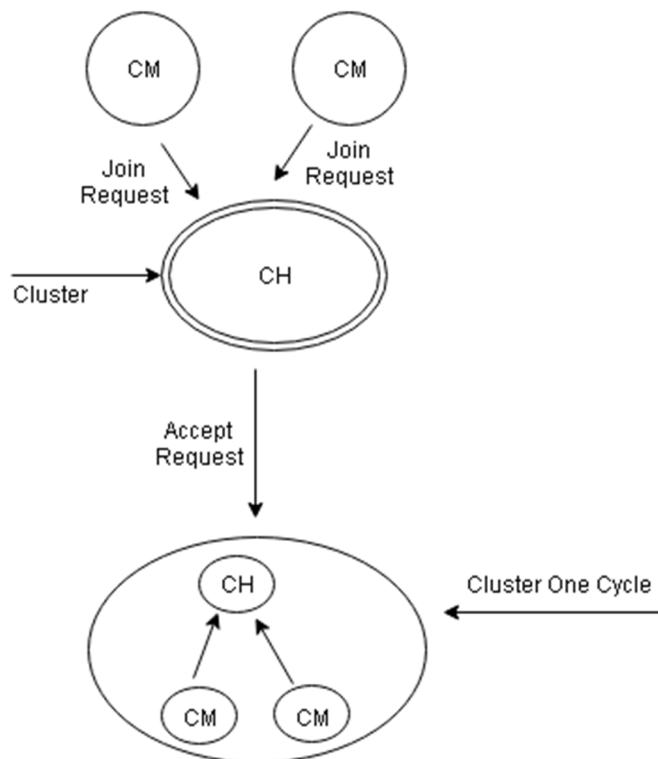 CM
CM
Join
Request
Join
Request
CH
Cluster
Accept
Request
CH
Cluster One Cycle
CM
CM